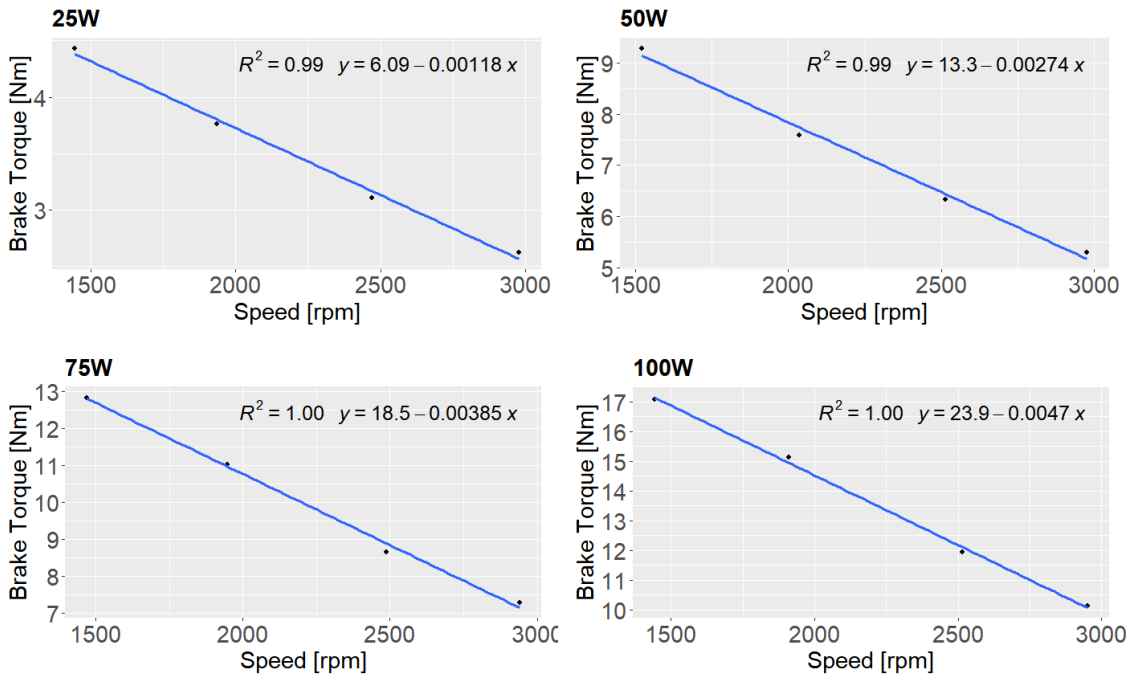 25W
R² = 0.99 y = 6.09 − 0.00118 x
Brake Torque [Nm]
4
3
1500 2000 2500 3000
Speed [rpm]
50W
R² = 0.99 y = 13.3 − 0.00274 x
Brake Torque [Nm]
9
8
7
6
5
1500 2000 2500 3000
Speed [rpm]
75W
R² = 1.00 y = 18.5 − 0.00385 x
Brake Torque [Nm]
13
12
11
10
9
8
7
1500 2000 2500 3000
Speed [rpm]
100W
R² = 1.00 y = 23.9 − 0.0047 x
Brake Torque [Nm]
17
16
15
14
13
12
11
10
1500 2000 2500 3000
Speed [rpm]